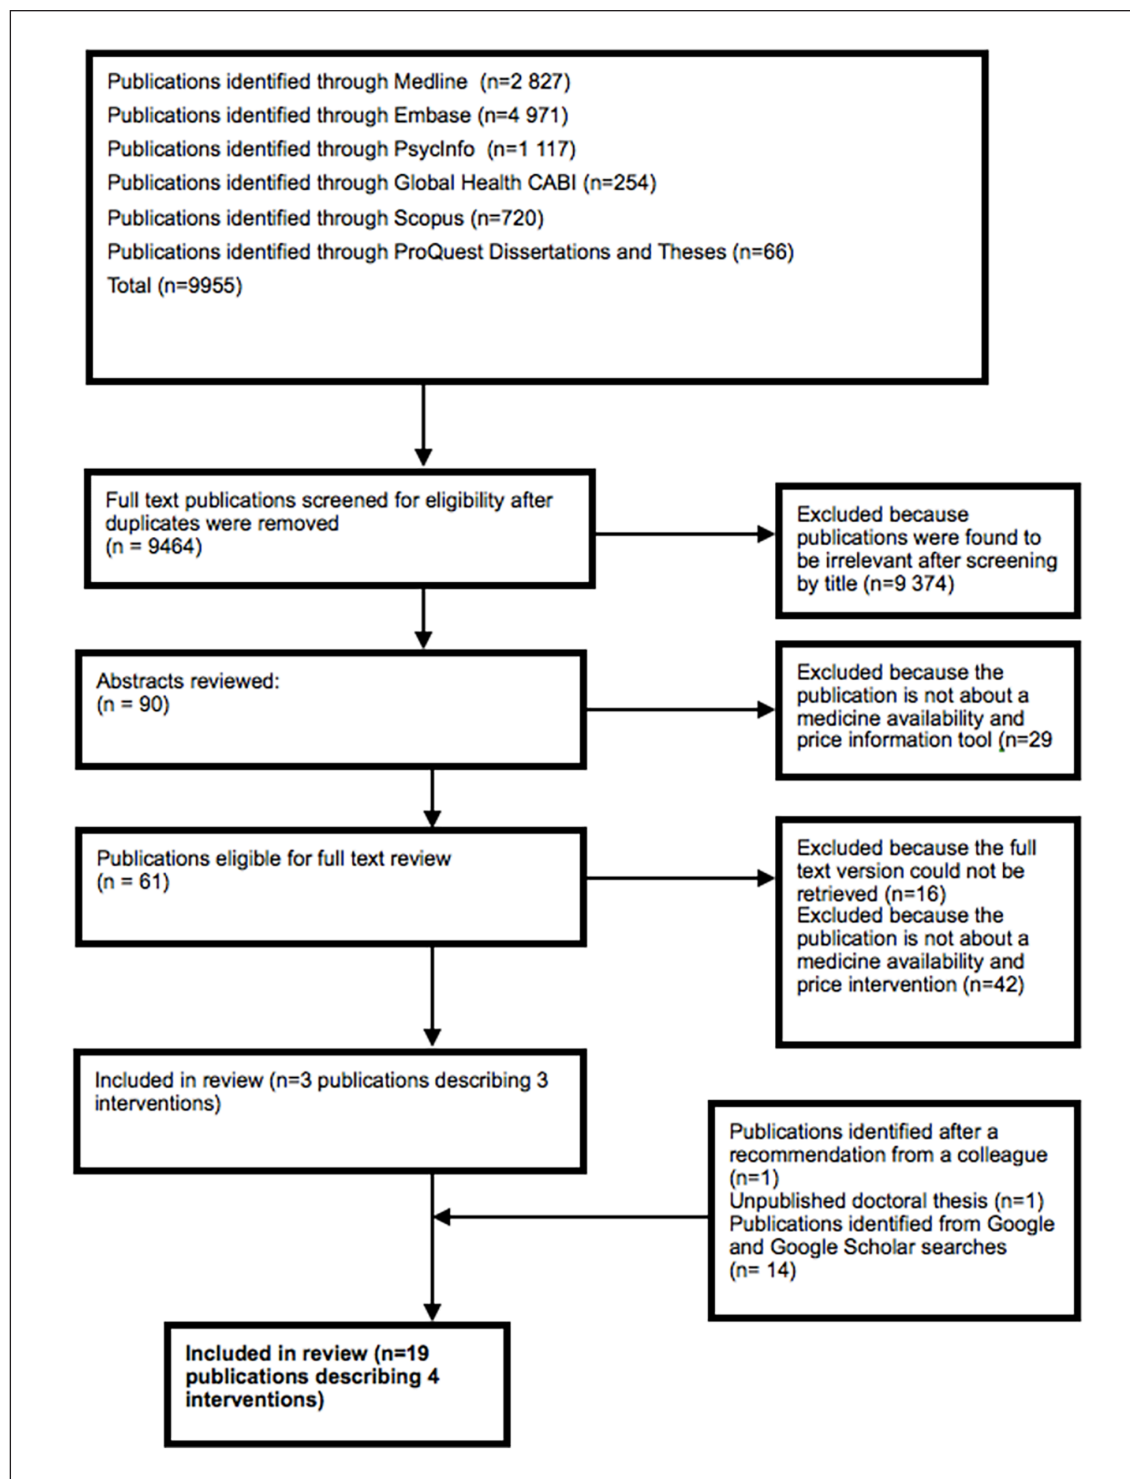 Publications identified through Medline  (n=2 827)
Publications identified through Embase (n=4 971)
Publications identified through PsycInfo  (n=1 117)
Publications identified through Global Health CABI (n=254)
Publications identified through Scopus (n=720)
Publications identified through ProQuest Dissertations and Theses (n=66)
Total (n=9955)
Full text publications screened for eligibility after
duplicates were removed
(n = 9464)
Excluded because
publications were found to
be irrelevant after screening
by title (n=9 374)
Abstracts reviewed:
(n = 90)
Excluded because the
publication is not about a
medicine availability and
price information tool (n=29
Publications eligible for full text review
(n = 61)
Excluded because the full
text version could not be
retrieved (n=16)
Excluded because the
publication is not about a
medicine availability and
price intervention (n=42)
Included in review (n=3 publications describing 3
interventions)
Publications identified after a
recommendation from a colleague
(n=1)
Unpublished doctoral thesis (n=1)
Publications identified from Google
and Google Scholar searches
(n= 14)
Included in review (n=19
publications describing 4
interventions)